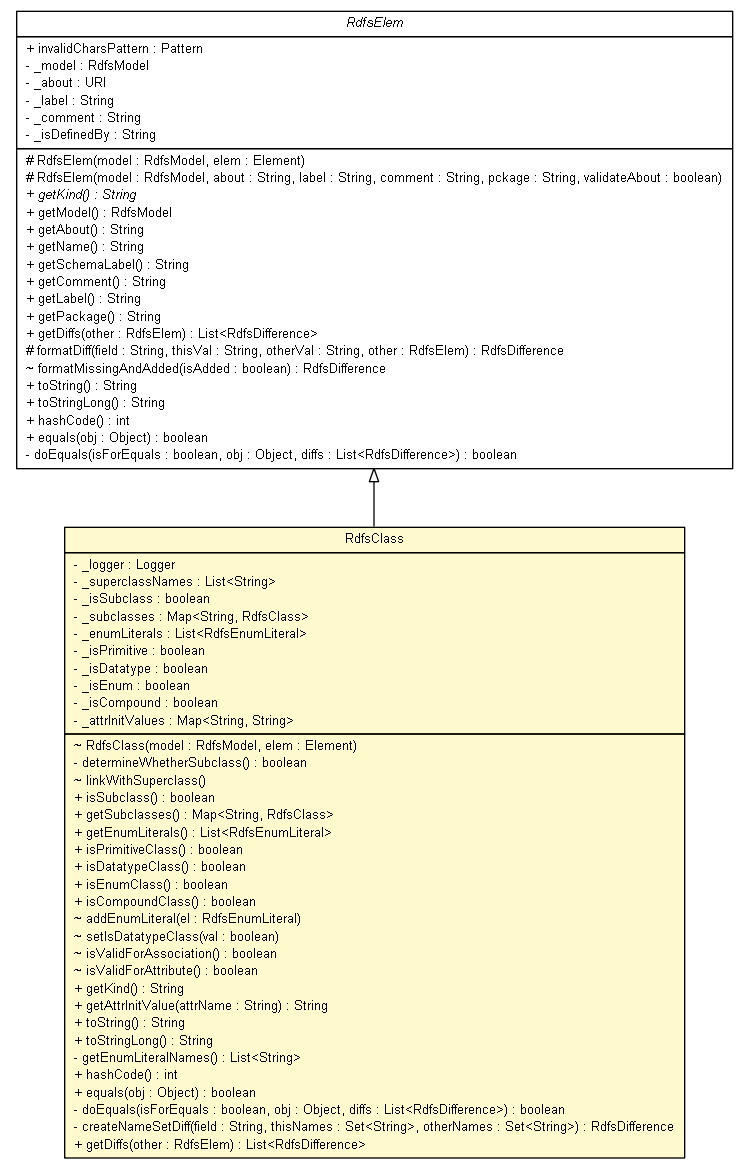 RdfsElem
+ invalidCharsPattern : Pattern
- _model : RdfsModel
- _about : URI
- _label : String
- _comment : String
- _isDefinedBy : String
# RdfsElem(model : RdfsModel, elem : Element)
# RdfsElem(model : RdfsModel, about : String, label : String, comment : String, pckage : String, validateAbout : boolean)
+ getKind() : String
+ getModel() : RdfsModel
+ getAbout() : String
+ getName() : String
+ getSchemaLabel() : String
+ getComment() : String
+ getLabel() : String
+ getPackage() : String
+ getDiffs(other : RdfsElem) : List<RdfsDifference>
# formatDiff(field : String, thisVal : String, otherVal : String, other : RdfsElem) : RdfsDifference
~ formatMissingAndAdded(isAdded : boolean) : RdfsDifference
+ toString() : String
+ toStringLong() : String
+ hashCode() : int
+ equals(obj : Object) : boolean
- doEquals(isForEquals : boolean, obj : Object, diffs : List<RdfsDifference>) : boolean
RdfsClass
- _logger : Logger
- _superclassNames : List<String>
- _isSubclass : boolean
- _subclasses : Map<String, RdfsClass>
- _enumLiterals : List<RdfsEnumLiteral>
- _isPrimitive : boolean
- _isDatatype : boolean
- _isEnum : boolean
- _isCompound : boolean
- _attrInitValues : Map<String, String>
~ RdfsClass(model : RdfsModel, elem : Element)
- determineWhetherSubclass() : boolean
~ linkWithSuperclass()
+ isSubclass() : boolean
+ getSubclasses() : Map<String, RdfsClass>
+ getEnumLiterals() : List<RdfsEnumLiteral>
+ isPrimitiveClass() : boolean
+ isDatatypeClass() : boolean
+ isEnumClass() : boolean
+ isCompoundClass() : boolean
~ addEnumLiteral(el : RdfsEnumLiteral)
~ setIsDatatypeClass(val : boolean)
~ isValidForAssociation() : boolean
~ isValidForAttribute() : boolean
+ getKind() : String
+ getAttrInitValue(attrName : String) : String
+ toString() : String
+ toStringLong() : String
- getEnumLiteralNames() : List<String>
+ hashCode() : int
+ equals(obj : Object) : boolean
- doEquals(isForEquals : boolean, obj : Object, diffs : List<RdfsDifference>) : boolean
- createNameSetDiff(field : String, thisNames : Set<String>, otherNames : Set<String>) : RdfsDifference
+ getDiffs(other : RdfsElem) : List<RdfsDifference>